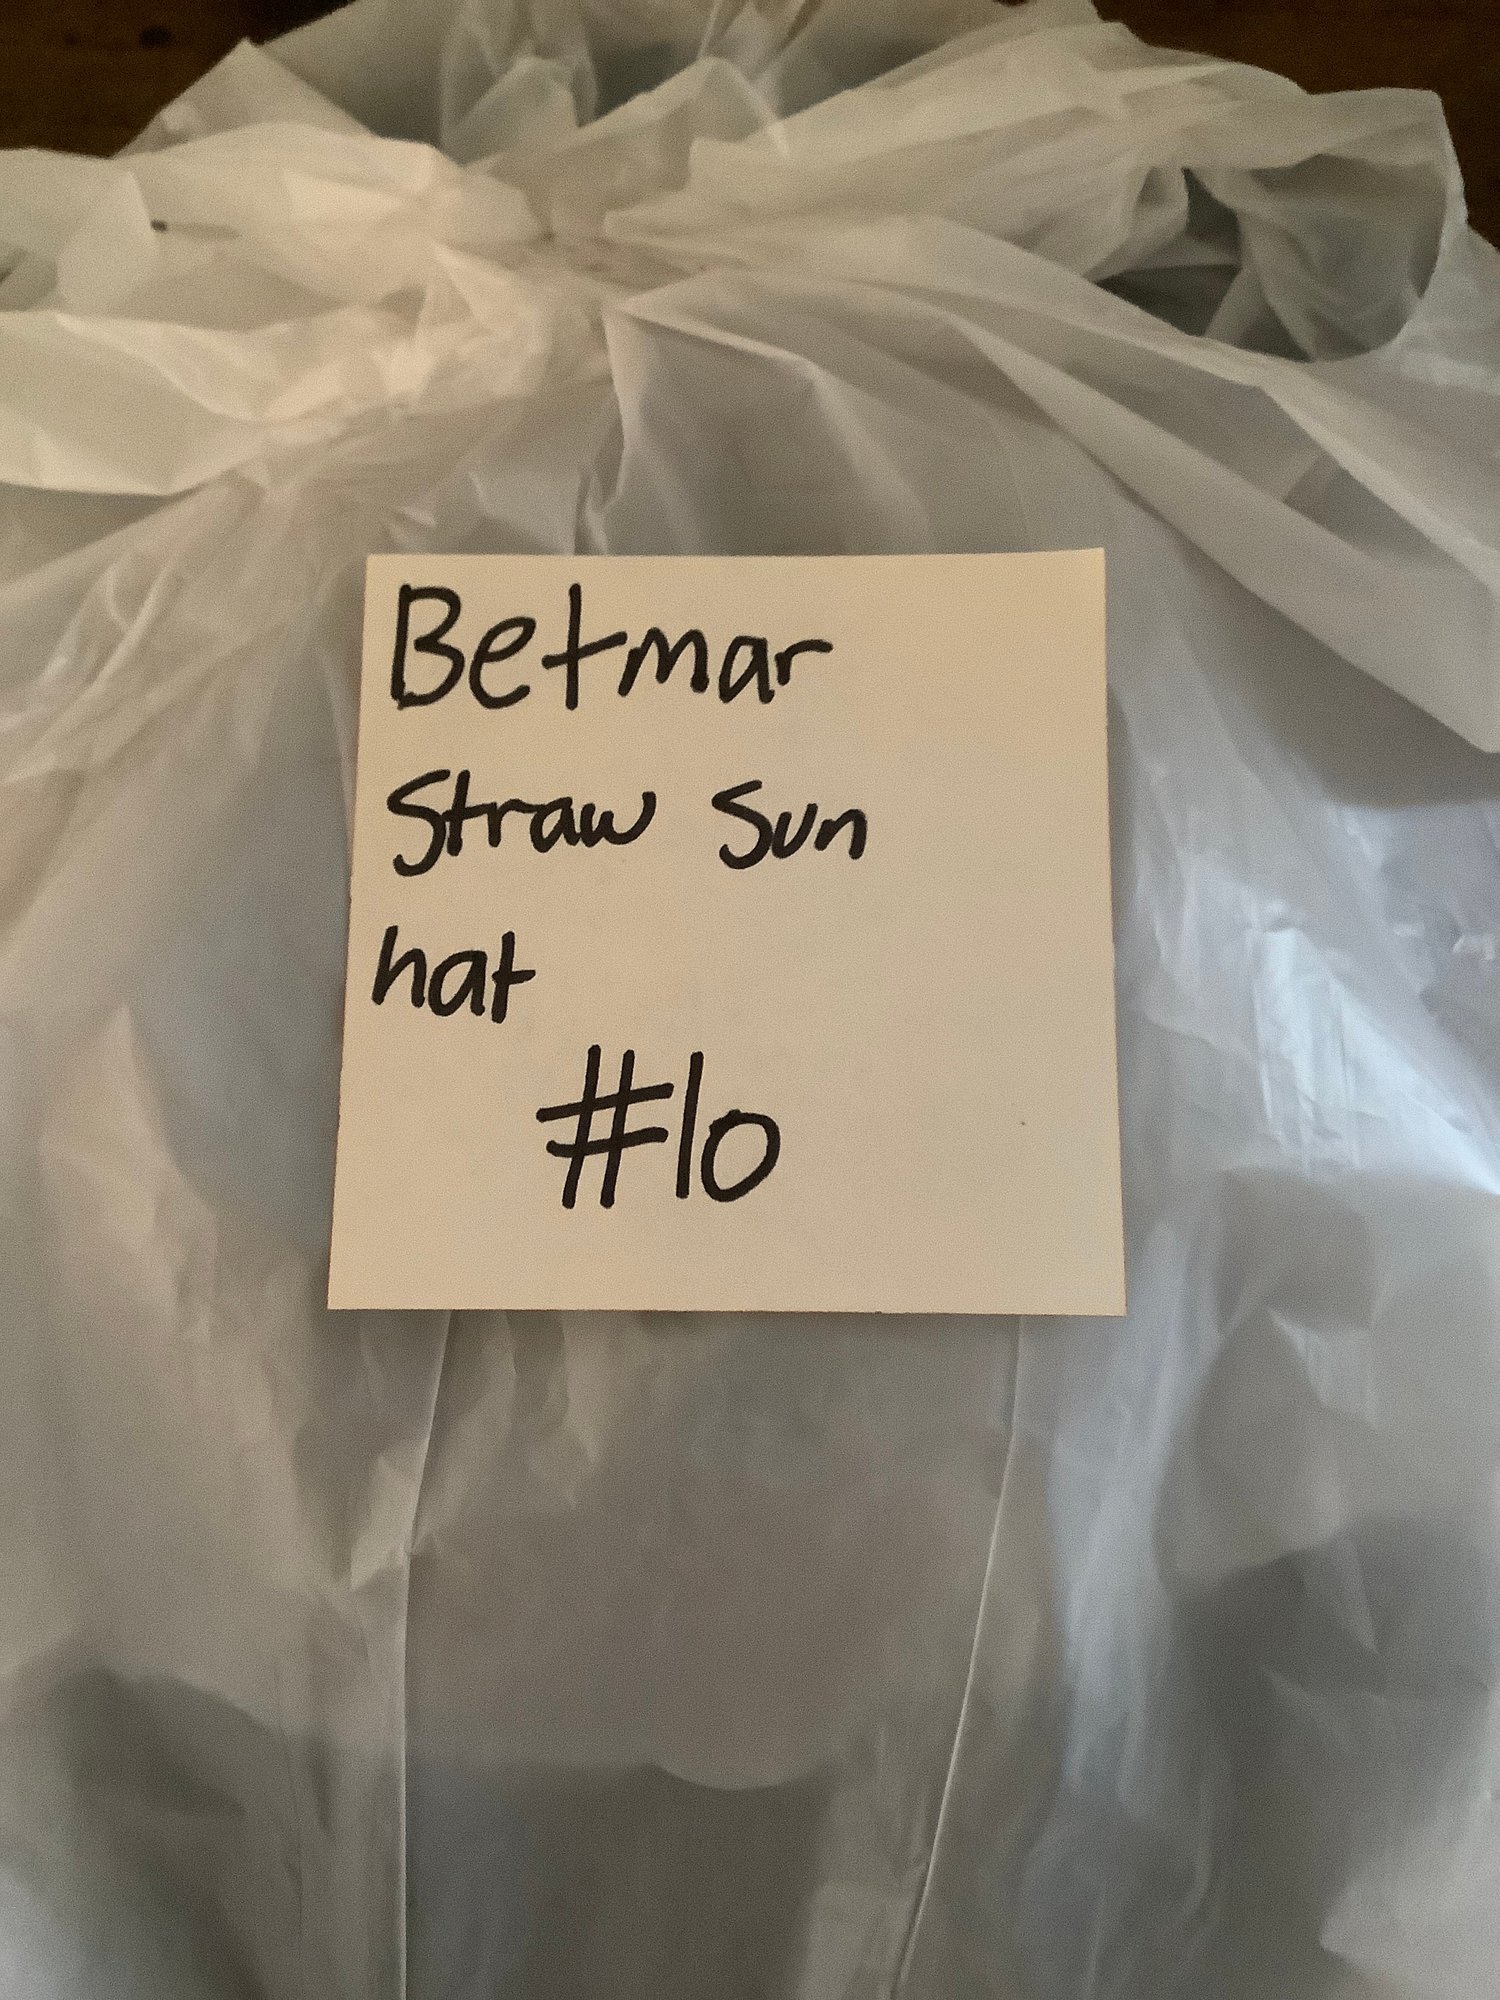 Betmar
Straw Sun
hat
#10